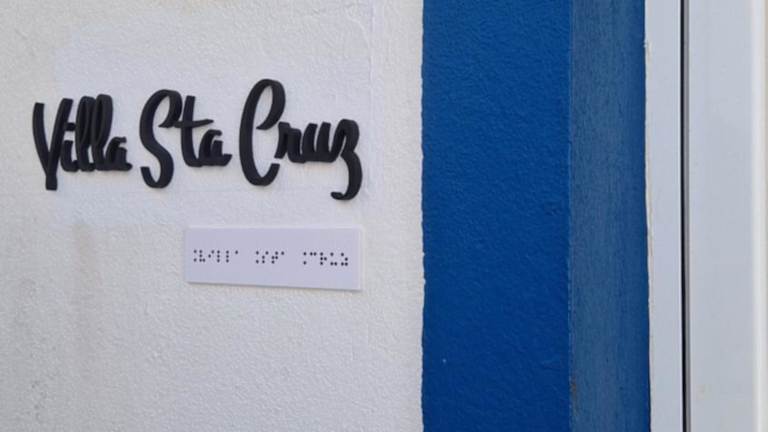 Villa Sta Cruz
⠨⠧⠊⠇⠇⠁ ⠨⠎⠞⠁ ⠨⠉⠗⠥⠵